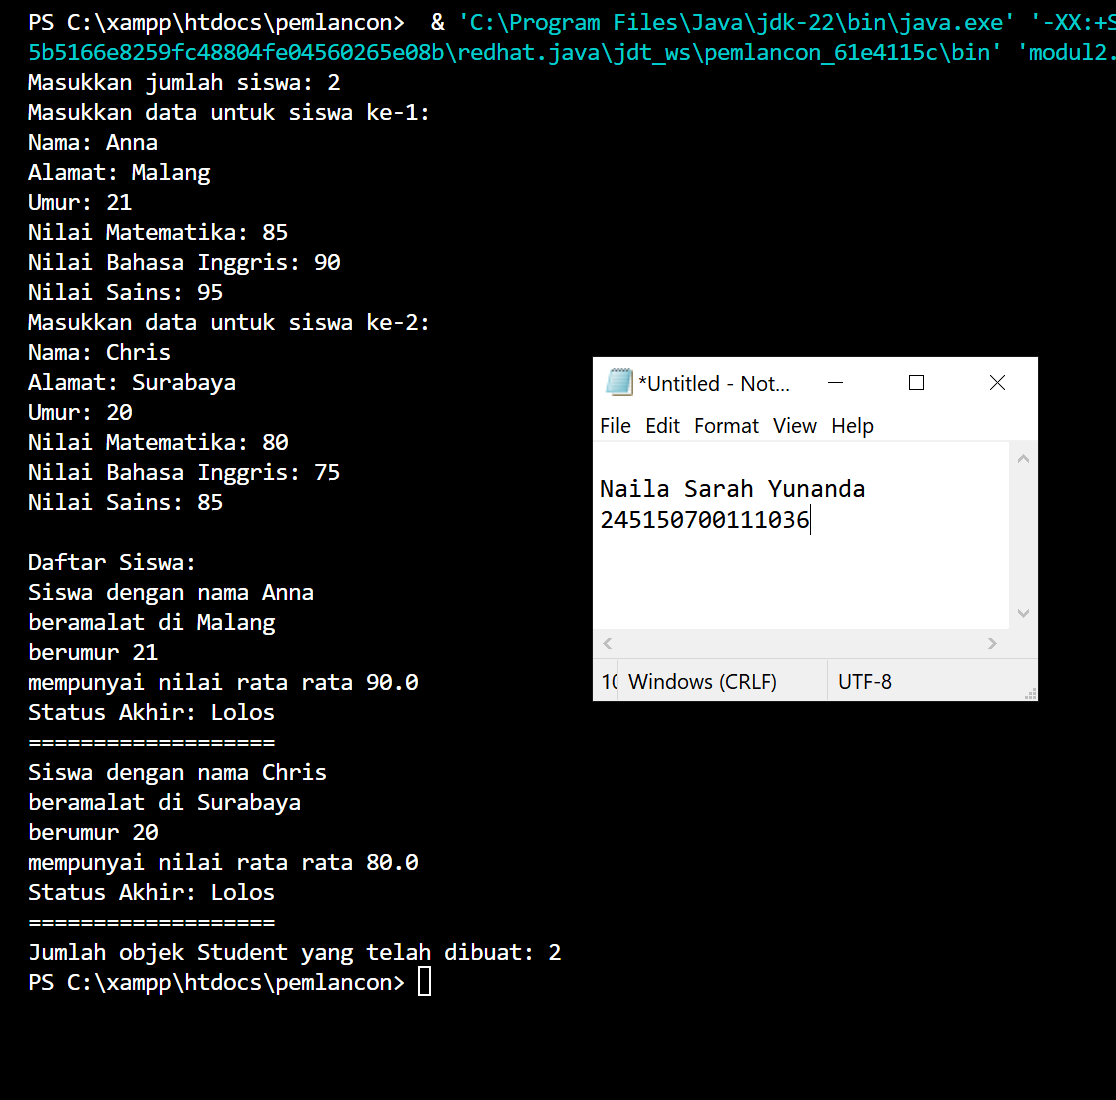 PS C:\xampp\htdocs\pemlancon>  & 'C:\Program Files\Java\jdk-22\bin\java.exe' '-XX:+S
5b5166e8259fc48804fe04560265e08b\redhat.java\jdt_ws\pemlancon_61e4115c\bin' 'modul2.
Masukkan jumlah siswa: 2
Masukkan data untuk siswa ke-1:
Nama: Anna
Alamat: Malang
Umur: 21
Nilai Matematika: 85
Nilai Bahasa Inggris: 90
Nilai Sains: 95
Masukkan data untuk siswa ke-2:
Nama: Chris
Alamat: Surabaya
Umur: 20
Nilai Matematika: 80
Nilai Bahasa Inggris: 75
Nilai Sains: 85
Daftar Siswa:
Siswa dengan nama Anna
beramalat di Malang
berumur 21
mempunyai nilai rata rata 90.0
Status Akhir: Lolos
===================
Siswa dengan nama Chris
beramalat di Surabaya
berumur 20
mempunyai nilai rata rata 80.0
Status Akhir: Lolos
===================
Jumlah objek Student yang telah dibuat: 2
PS C:\xampp\htdocs\pemlancon>
*Untitled - Not...
File Edit Format View Help
Naila Sarah Yunanda
245150700111036
Windows (CRLF) UTF-8